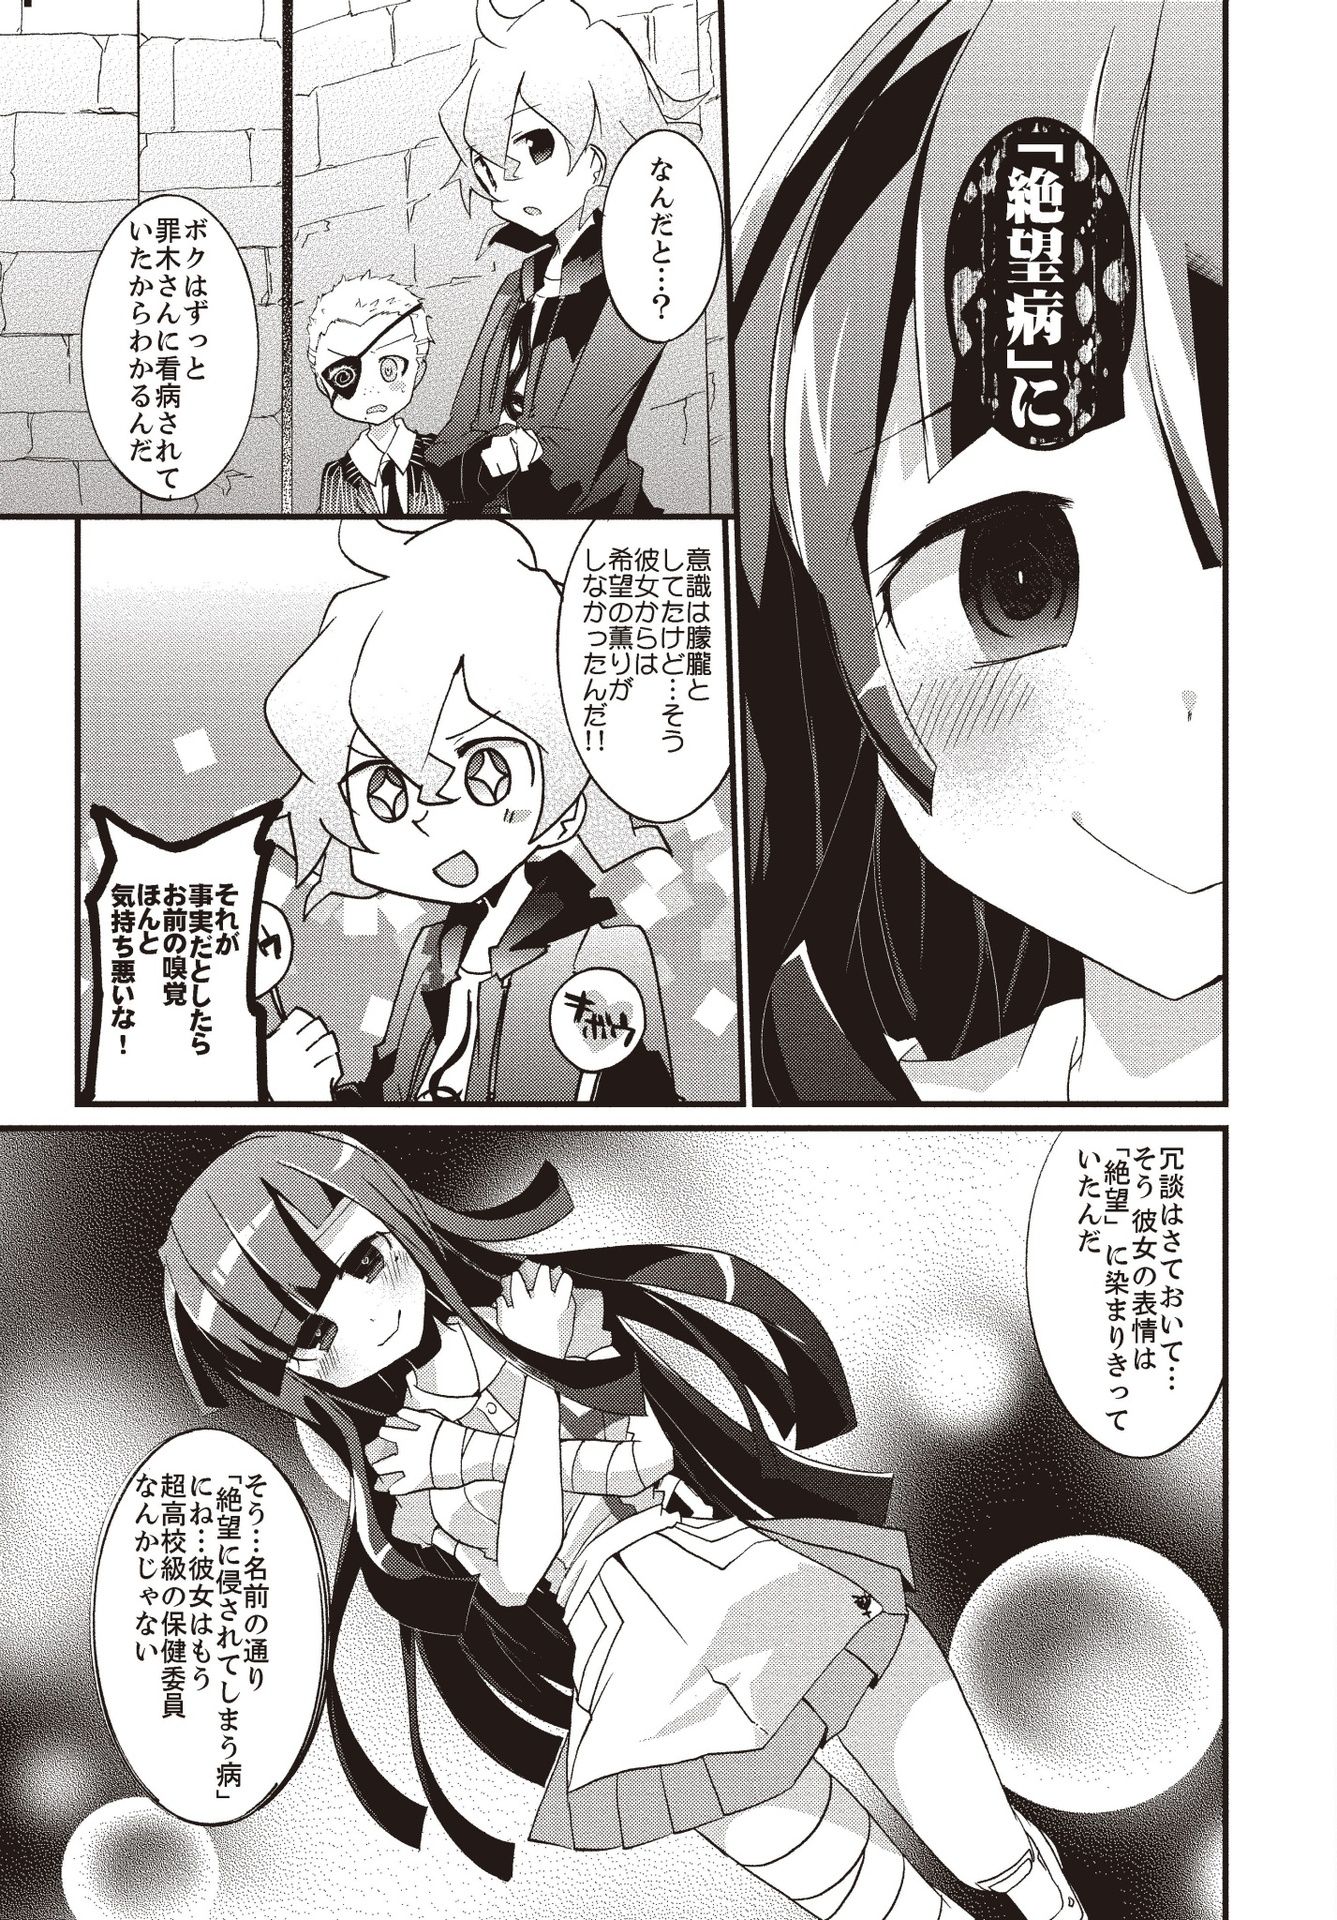 「絶望病」に
なんだと…?
ボクはずっと
罪木さんに看病されて
いたからわかるんだ
意識は朦朧と
してたけど…そう
彼女からは
希望の薫りが
しなかったんだ!!
キボウ
ウ
それが
事実だとしたら
お前の嗅覚
ほんと
気持ち悪いな！
冗談はさておいて…
そう彼女の表情は
「絶望」に染まりきって
いたんだ
そう…名前の通り
「絶望に侵されてしまう病」
にね…彼女はもう
超高校級の保健委員
なんかじゃない